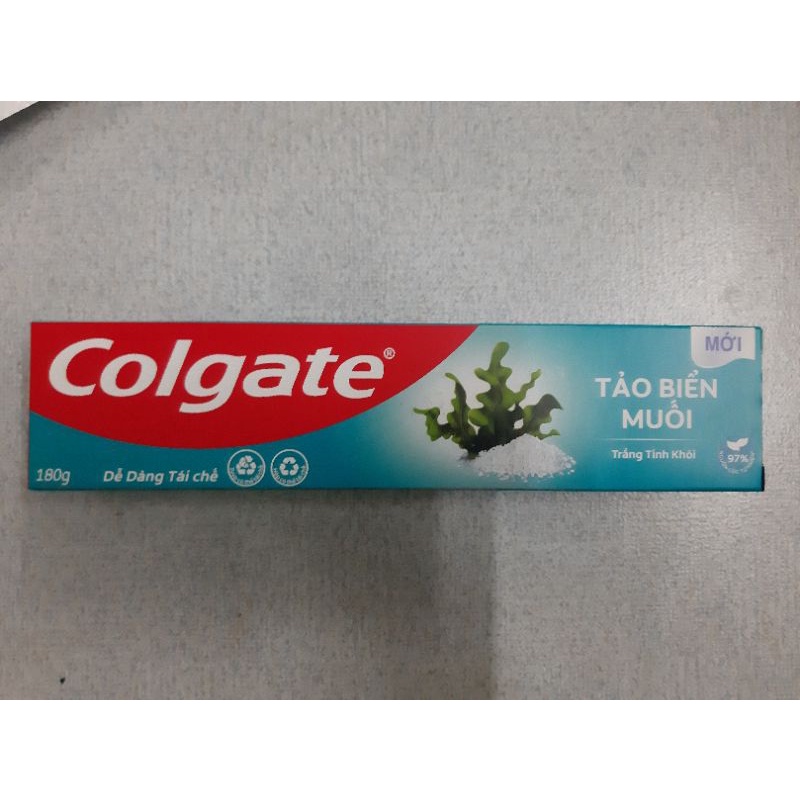 Colgate®
MỚI
TẢO BIỂN
MUỐI
Trắng Tinh Khôi
97%
180g
Dễ Dàng Tái chế